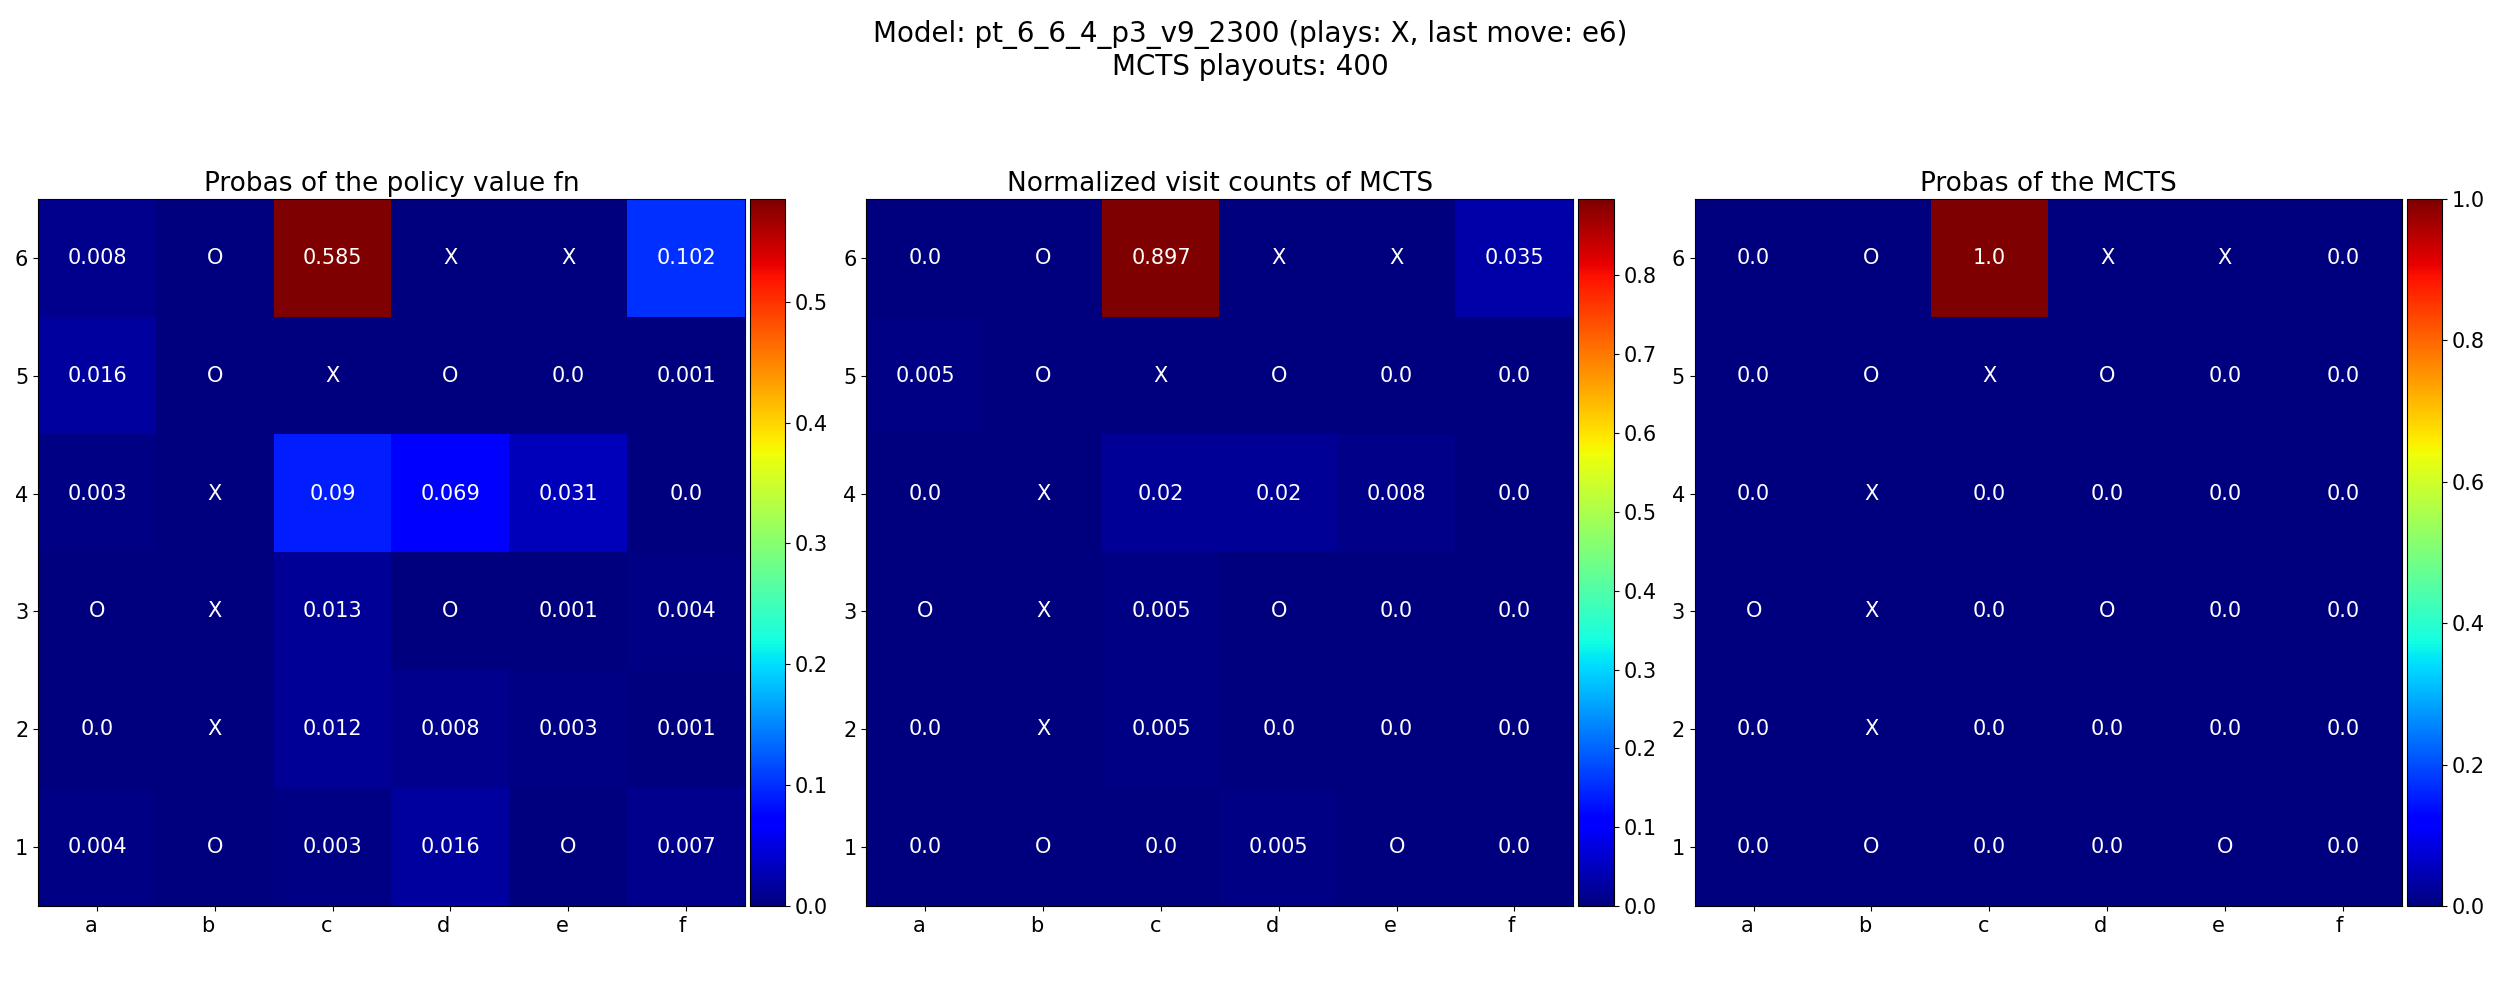 Model: pt_6_6_4_p3_v9_2300 (plays: X, last move: e6)
MCTS playouts: 400
Probas of the policy value fn
6 0.008 O 0.585 X X 0.102
5 0.016 O X O 0.0 0.001
4 0.003 X 0.09 0.069 0.031 0.0
3 O X 0.013 O 0.001 0.004
2 0.0 X 0.012 0.008 0.003 0.001
1 0.004 O 0.003 0.016 O 0.007
a b c d e f
0.5
0.4
0.3
0.2
0.1
0.0
Normalized visit counts of MCTS
6 0.0 O 0.897 X X 0.035
5 0.005 O X O 0.0 0.0
4 0.0 X 0.02 0.02 0.008 0.0
3 O X 0.005 O 0.0 0.0
2 0.0 X 0.005 0.0 0.0 0.0
1 0.0 O 0.0 0.005 O 0.0
a b c d e f
0.8
0.7
0.6
0.5
0.4
0.3
0.2
0.1
0.0
Probas of the MCTS
6 0.0 O 1.0 X X 0.0
5 0.0 O X O 0.0 0.0
4 0.0 X 0.0 0.0 0.0 0.0
3 O X 0.0 O 0.0 0.0
2 0.0 X 0.0 0.0 0.0 0.0
1 0.0 O 0.0 0.0 O 0.0
a b c d e f
1.0
0.8
0.6
0.4
0.2
0.0